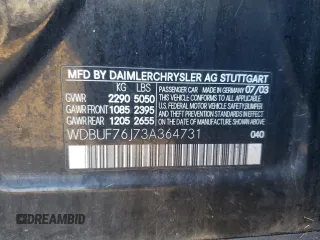 MFD BY DAIMLERCHRYSLER AG STUTTGART
KG LBS
PASSENGER CAR MADE IN GERMANY 07/03
GVWR 2290 5050
GAWR FRONT 1085 2395
GAWR REAR 1205 2655
THIS VEHICLE CONFORMS TO ALL APPLICABLE
U.S. FEDERAL MOTOR VEHICLE SAFETY,
BUMPER, AND THEFT PREVENTION STANDARDS
IN EFFECT ON THE DATE OF
MANUFACTURE SHOWN ABOVE
WDBUF76J73A364731 040
© AUTOBIDMASTER